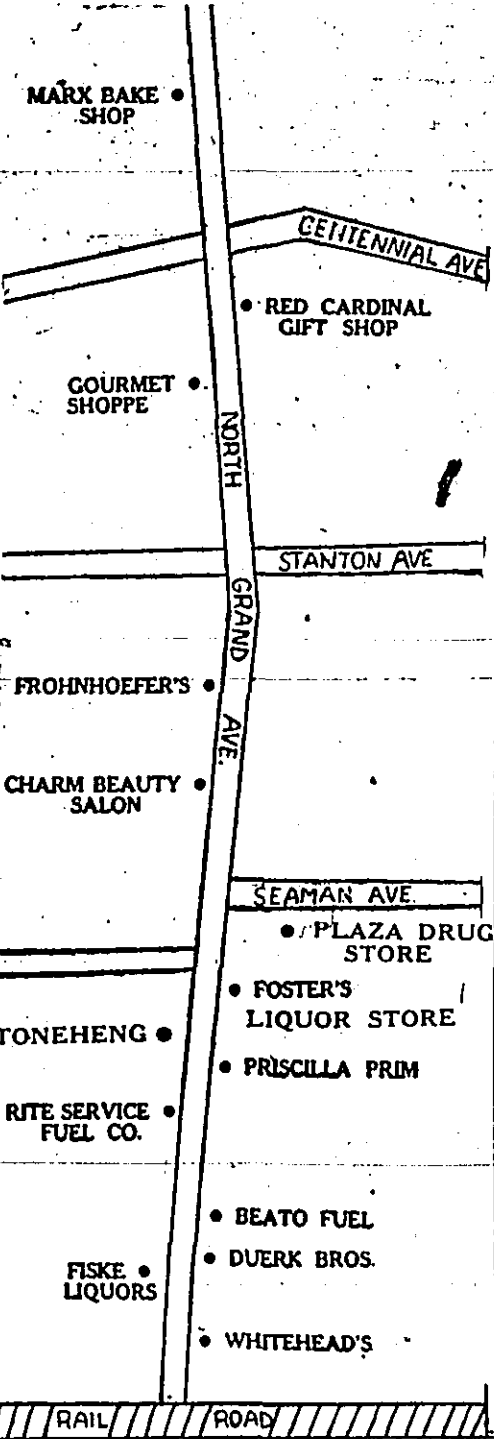 MARX BAKE
SHOP
CENTENNIAL AVE
RED CARDINAL
GIFT SHOP
GOURMET
SHOPPE
NORTH
STANTON AVE
GRAND
FROHNHOEFER'S
AVE.
CHARM BEAUTY
SALON
SEAMAN AVE.
PLAZA DRUG
STORE
FOSTER'S
LIQUOR STORE
TONEHENG
PRISCILLA PRIM
RITE SERVICE
FUEL CO.
BEATO FUEL
DUERK BROS.
FISKE
LIQUORS
WHITEHEAD'S
RAIL ROAD